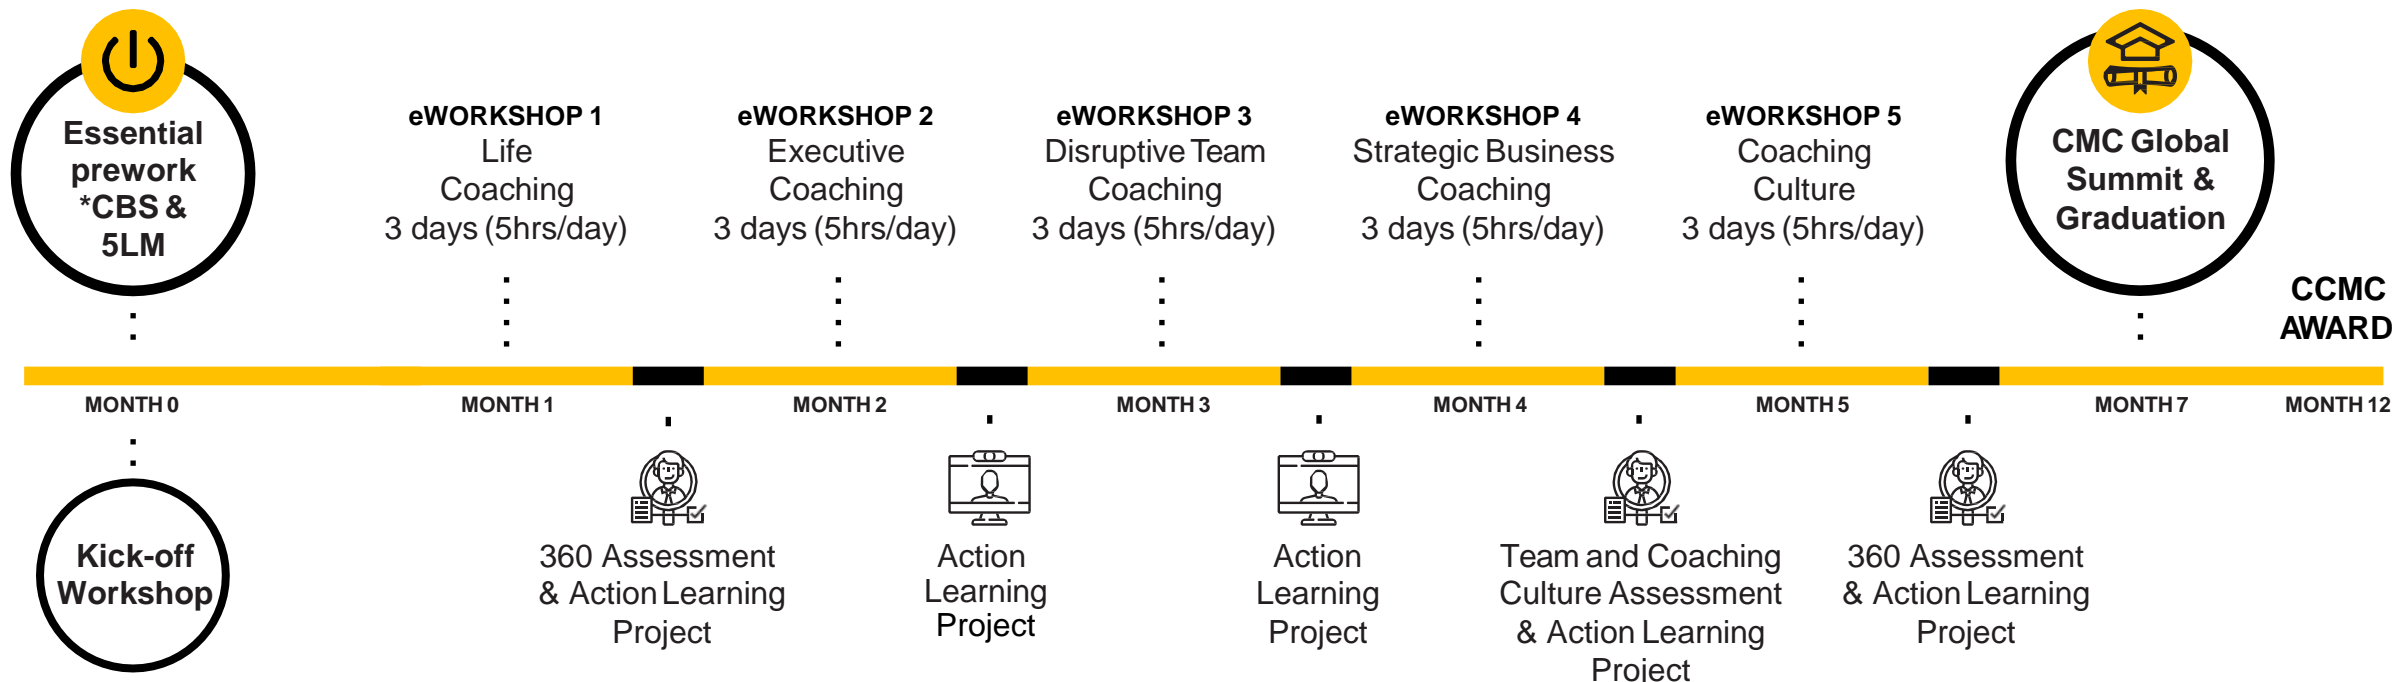 Essential
prework
*CBS &
5LM
eWORKSHOP 1
Life
Coaching
3 days (5hrs/day)
eWORKSHOP 2
Executive
Coaching
3 days (5hrs/day)
eWORKSHOP 3
Disruptive Team
Coaching
3 days (5hrs/day)
eWORKSHOP 4
Strategic Business
Coaching
3 days (5hrs/day)
eWORKSHOP 5
Coaching
Culture
3 days (5hrs/day)
CMC Global
Summit &
Graduation
CCMC
AWARD
MONTH 0
MONTH 1
MONTH 2
MONTH 3
MONTH 4
MONTH 5
MONTH 7
MONTH 12
Kick-off
Workshop
360 Assessment
& Action Learning
Project
Action
Learning
Project
Action
Learning
Project
Team and Coaching
Culture Assessment
& Action Learning
Project
360 Assessment
& Action Learning
Project